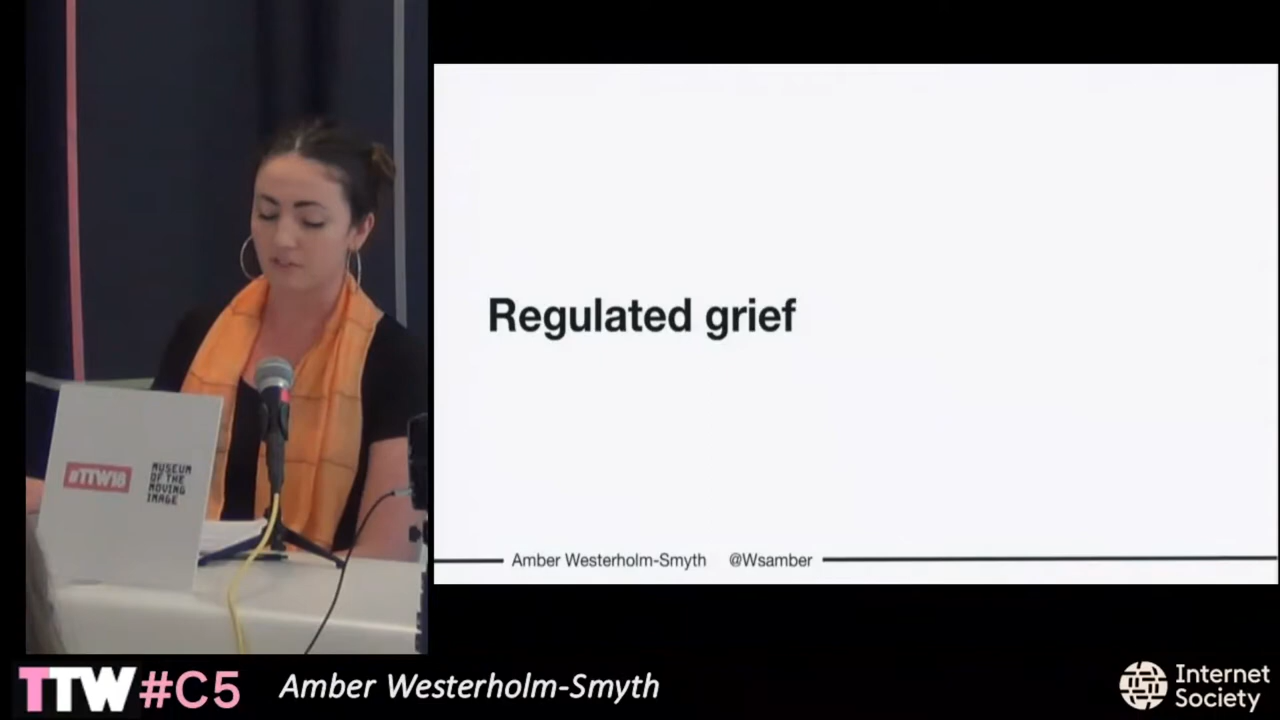 Regulated grief
Amber Westerholm-Smyth @Wsamber
#TTW18
MUSEUM
OF THE
MOVING
IMAGE
TTW#C5
Amber Westerholm-Smyth
Internet
Society